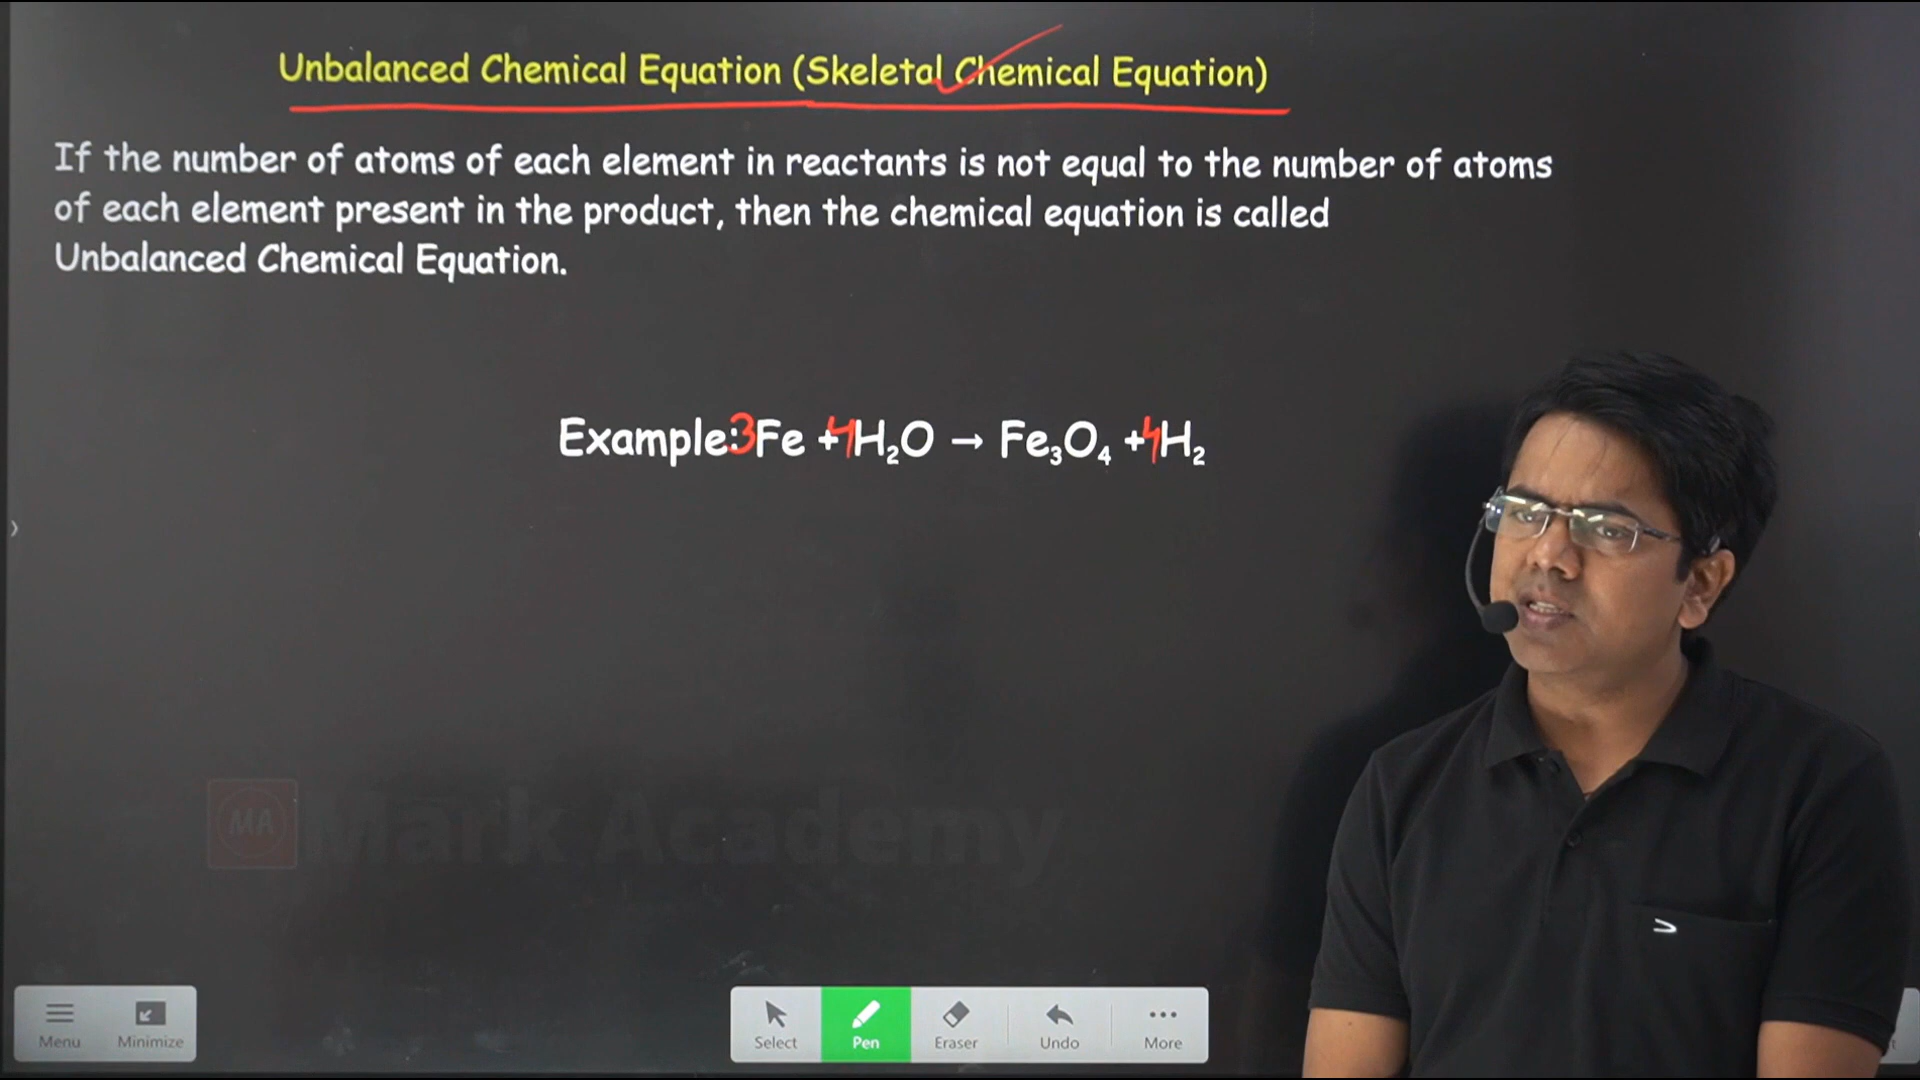 Unbalanced Chemical Equation (Skeletal Chemical Equation)
If the number of atoms of each element in reactants is not equal to the number of atoms
of each element present in the product, then the chemical equation is called
Unbalanced Chemical Equation.
Example:3Fe +4H₂O → Fe₃O₄ +4H₂
MA Mark Academy
Menu Minimize Select Pen Eraser Undo More